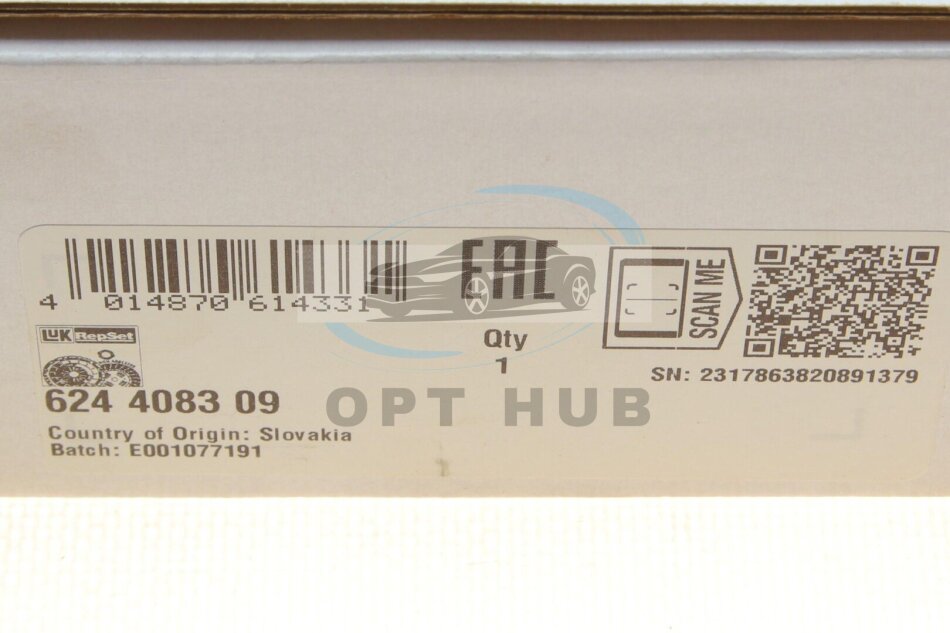 4 014870 614331
EAC
SCAN ME
LuK RepSet
Qty
1
SN: 2317863820891379
624 4083 09
OPT HUB
Country of Origin: Slovakia
Batch: E001077191